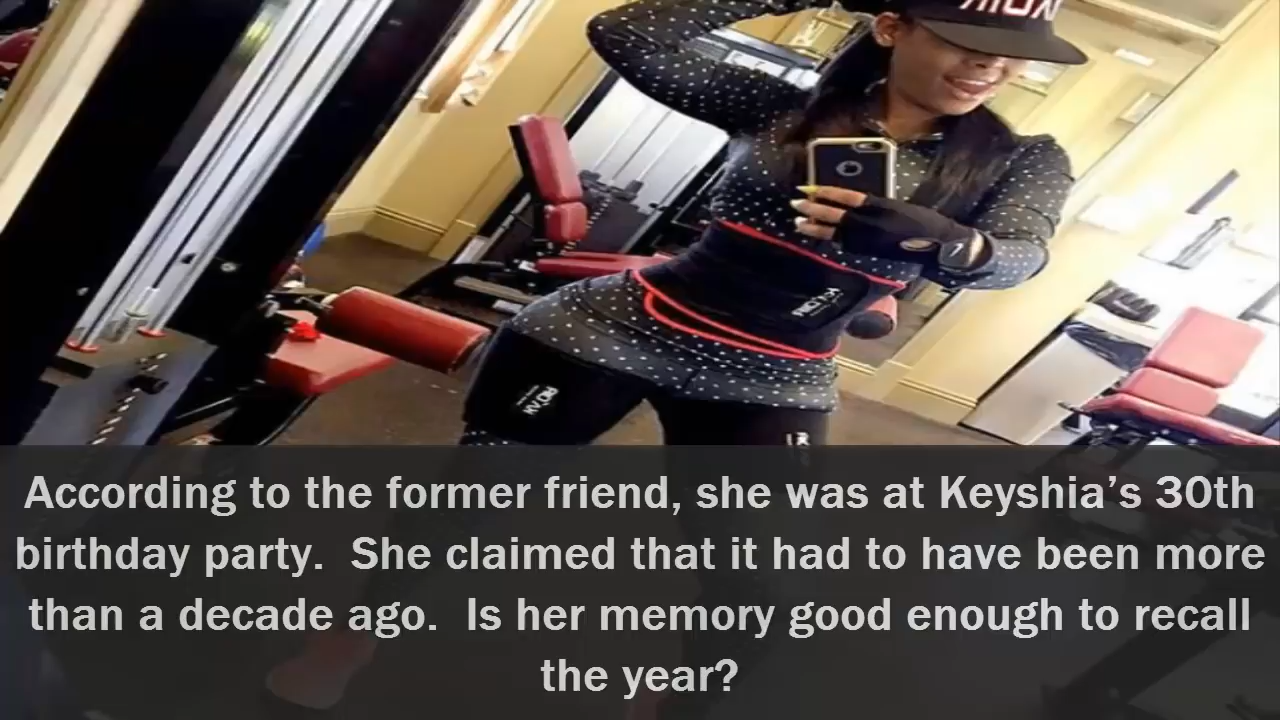 According to the former friend, she was at Keyshia’s 30th
birthday party.  She claimed that it had to have been more
than a decade ago.  Is her memory good enough to recall
the year?